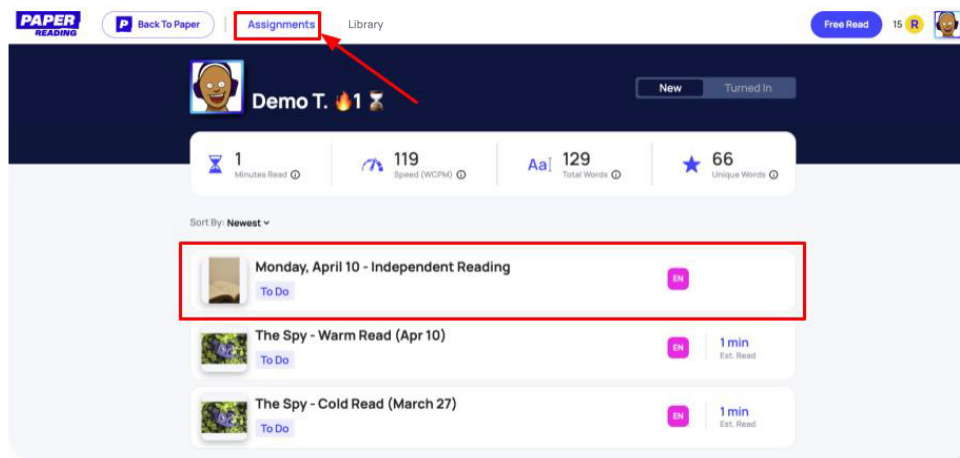 PAPER
READING
P Back To Paper
Assignments
Library
Free Read
15 R
Demo T. 🔥1 ⏳
New
Turned In
1
Minutes Read
119
Speed (WCPM)
Aa 129
Total Words
66
Unique Words
Sort By: Newest
Monday, April 10 - Independent Reading
To Do
EN
The Spy - Warm Read (Apr 10)
To Do
EN
1 min
Est. Read
The Spy - Cold Read (March 27)
To Do
EN
1 min
Est. Read